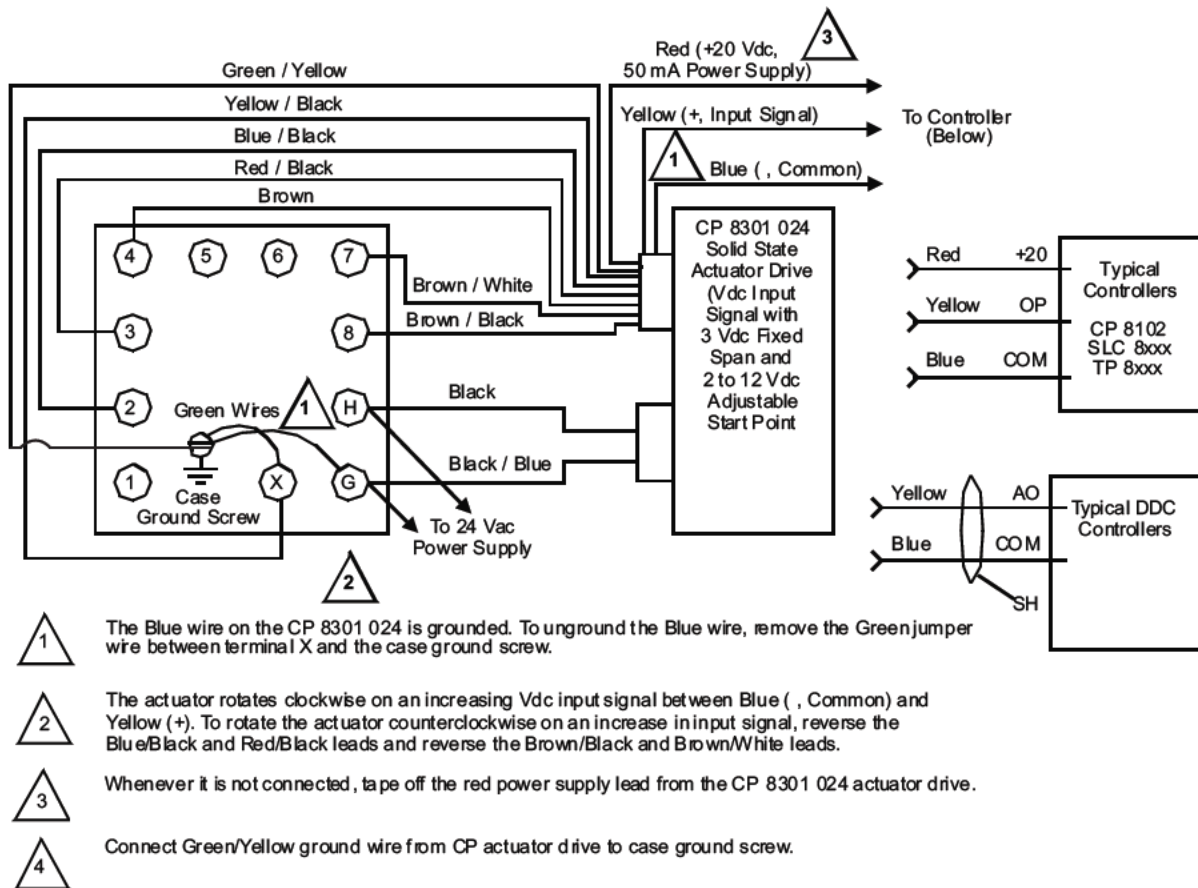 Green / Yellow
Yellow / Black
Blue / Black
Red / Black
Brown
Red (+20 Vdc,
50 mA Power Supply)
3
Yellow (+, Input Signal)
1
Blue ( , Common)
To Controller
(Below)
4
5
6
7
3
8
2
H
1
X
G
Brown / White
Brown / Black
Green Wires
1
Case
Ground Screw
Black
Black / Blue
To 24 Vac
Power Supply
2
CP 8301 024
Solid State
Actuator Drive
(Vdc Input
Signal with
3 Vdc Fixed
Span and
2 to 12 Vdc
Adjustable
Start Point
Red +20
Yellow OP
Blue COM
Typical
Controllers
CP 8102
SLC 8xxx
TP 8xxx
Yellow AO
Blue COM
SH
Typical DDC
Controllers
1
The Blue wire on the CP 8301 024 is grounded. To unground the Blue wire, remove the Green jumper
wire between terminal X and the case ground screw.
2
The actuator rotates clockwise on an increasing Vdc input signal between Blue ( , Common) and
Yellow (+). To rotate the actuator counterclockwise on an increase in input signal, reverse the
Blue/Black and Red/Black leads and reverse the Brown/Black and Brown/White leads.
3
Whenever it is not connected, tape off the red power supply lead from the CP 8301 024 actuator drive.
4
Connect Green/Yellow ground wire from CP actuator drive to case ground screw.